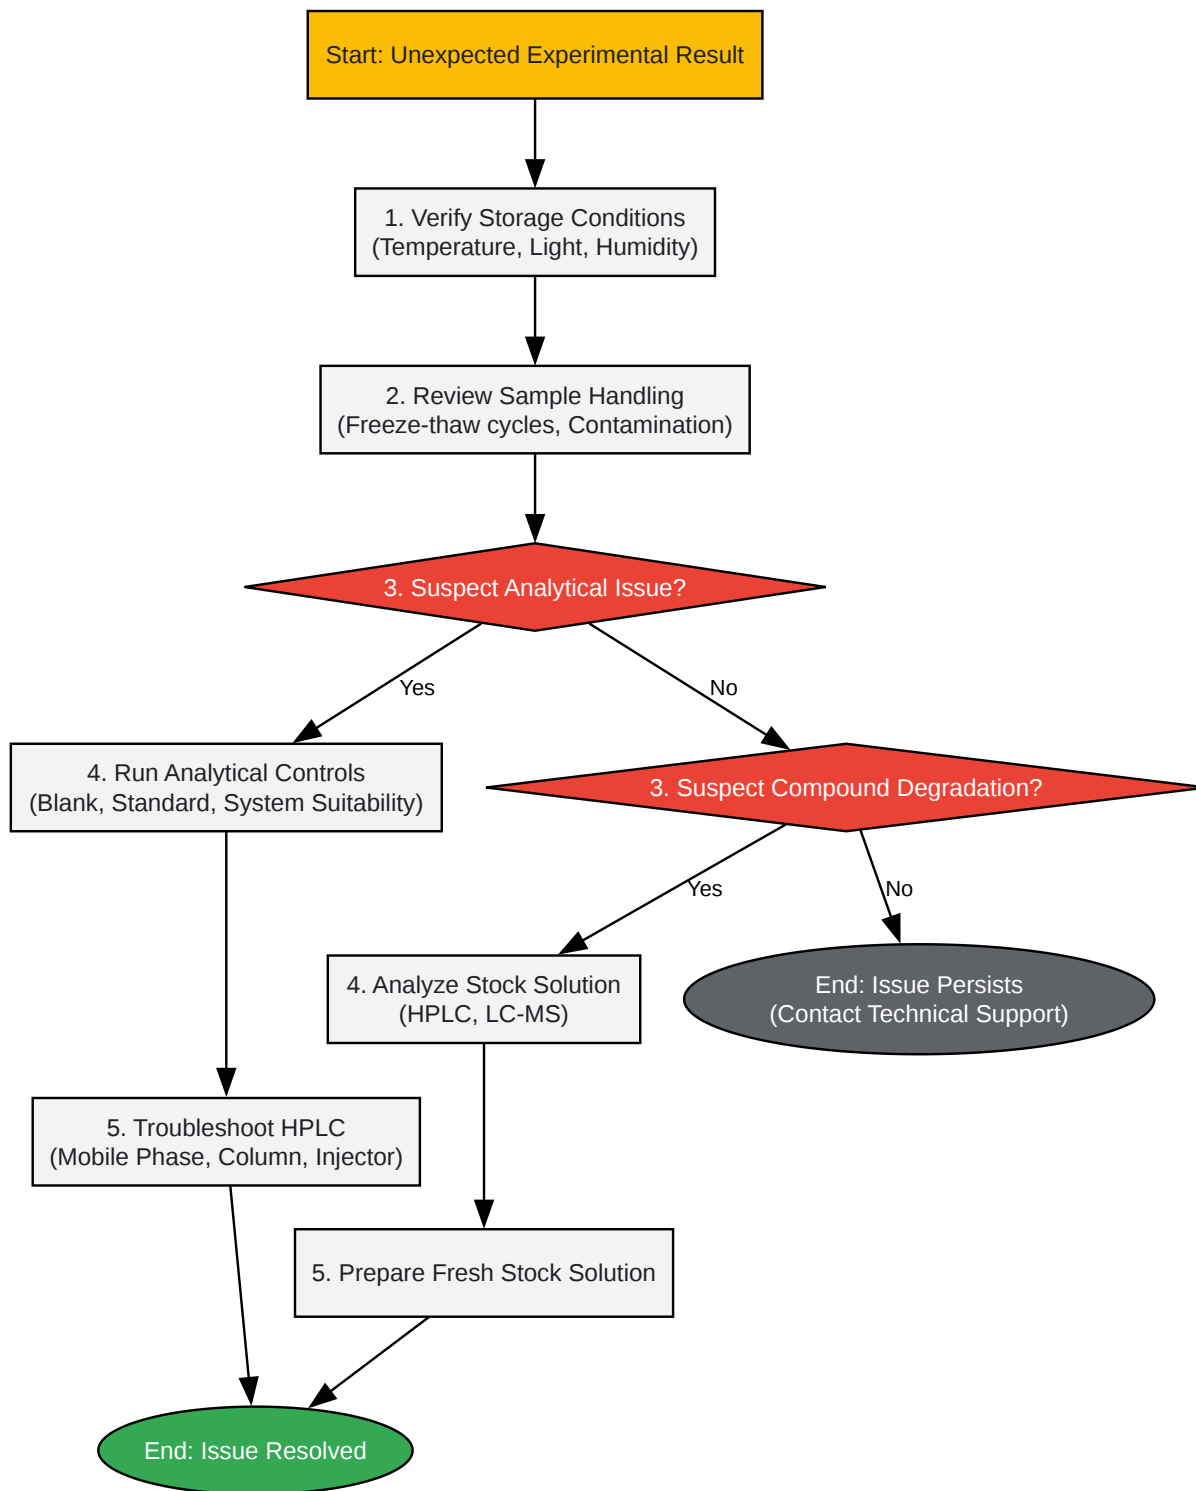 Start: Unexpected Experimental Result
1. Verify Storage Conditions
(Temperature, Light, Humidity)
2. Review Sample Handling
(Freeze-thaw cycles, Contamination)
3. Suspect Analytical Issue?
Yes
No
4. Run Analytical Controls
(Blank, Standard, System Suitability)
3. Suspect Compound Degradation?
Yes
No
4. Analyze Stock Solution
(HPLC, LC-MS)
End: Issue Persists
(Contact Technical Support)
5. Troubleshoot HPLC
(Mobile Phase, Column, Injector)
5. Prepare Fresh Stock Solution
End: Issue Resolved